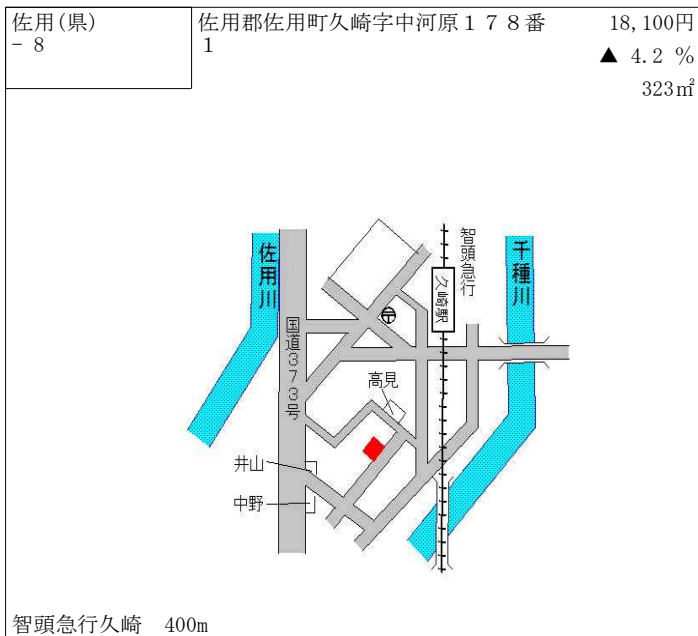 佐用(県)
－8
佐用郡佐用町久崎字中河原１７８番
1
18,100円
▲ 4.2 %
323㎡
佐用川
国道３７３号
智頭急行
久崎駅
千種川
高見
井山
中野
智頭急行久崎　400m